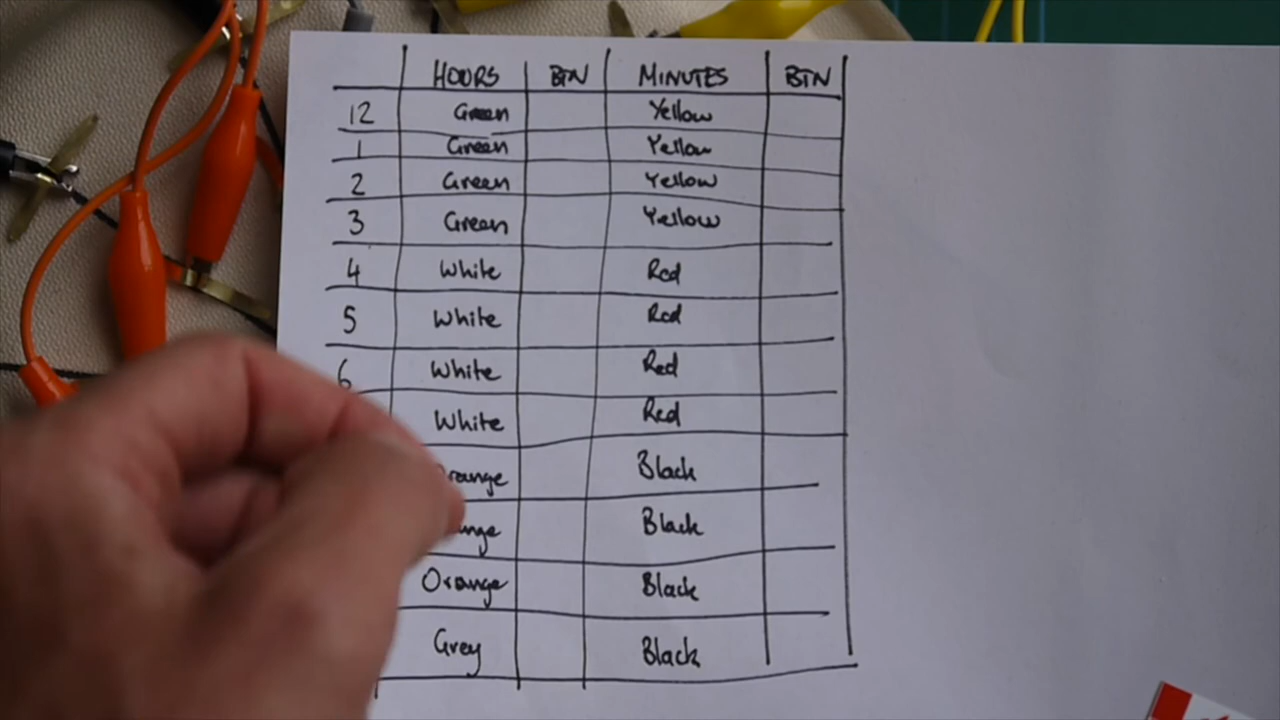 HOURS BTN MINUTES BTN
12 Green Yellow
1 Green Yellow
2 Green Yellow
3 Green Yellow
4 White Red
5 White Red
6 White Red
White Red
Orange Black
Black
Orange Black
Grey Black